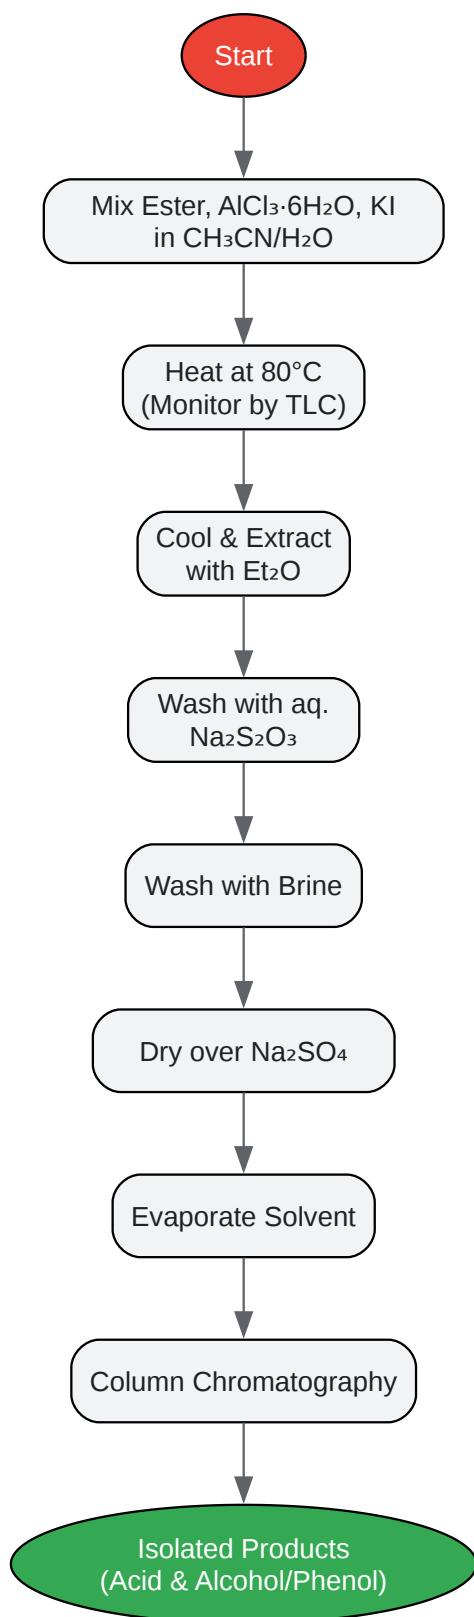 Start
Mix Ester, AlCl₃·6H₂O, KI
in CH₃CN/H₂O
Heat at 80°C
(Monitor by TLC)
Cool & Extract
with Et₂O
Wash with aq.
Na₂S₂O₃
Wash with Brine
Dry over Na₂SO₄
Evaporate Solvent
Column Chromatography
Isolated Products
(Acid & Alcohol/Phenol)